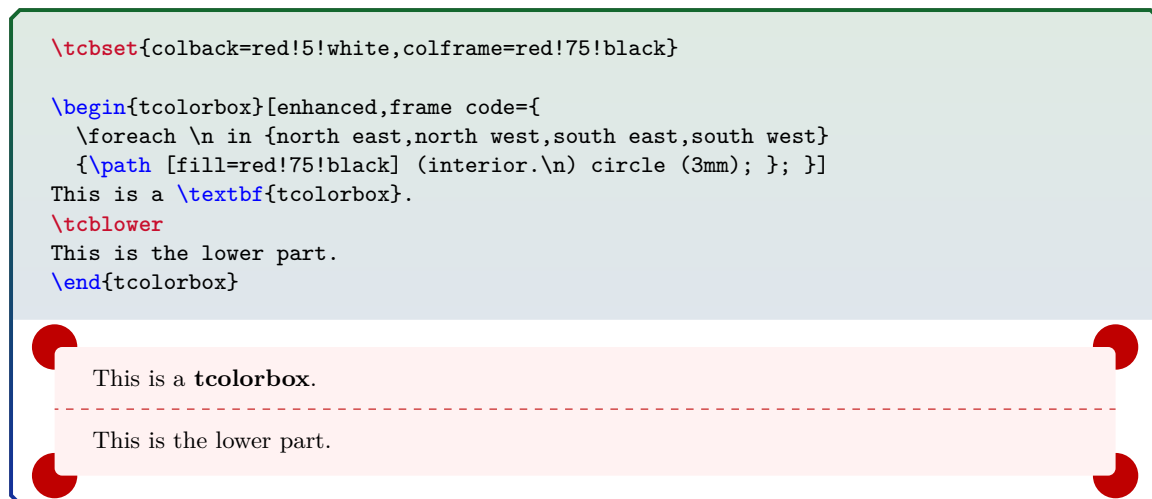 \tcbset{colback=red!5!white,colframe=red!75!black}

\begin{tcolorbox}[enhanced,frame code={
  \foreach \n in {north east,north west,south east,south west}
  {\path [fill=red!75!black] (interior.\n) circle (3mm); }; }]
This is a \textbf{tcolorbox}.
\tcblower
This is the lower part.
\end{tcolorbox}
This is a tcolorbox.
This is the lower part.